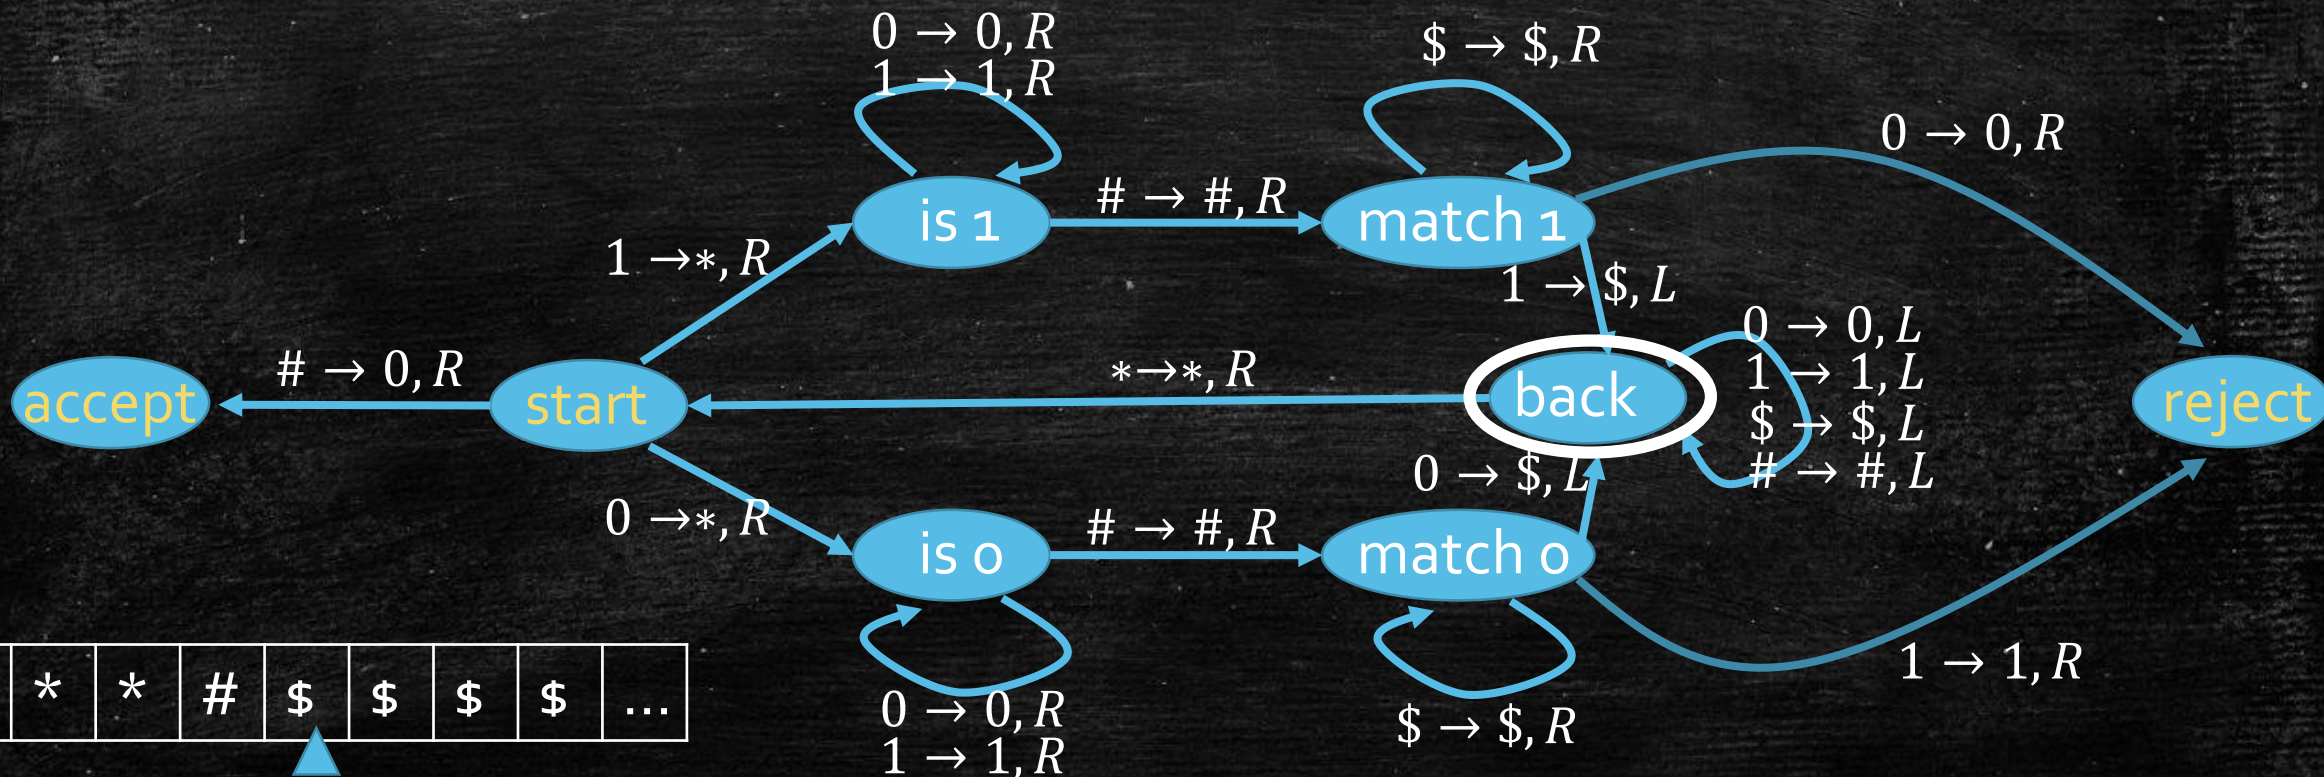 0 → 0, R
1 → 1, R
$ → $, R
0 → 0, R
is 1
# → #, R
match 1
1 →*, R
1 → $, L
accept
# → 0, R
start
*→*, R
back
0 → 0, L
1 → 1, L
$ → $, L
# → #, L
reject
0 → $, L
0 →*, R
is 0
# → #, R
match 0
1 → 1, R
* * # $ $ $ $ ...
0 → 0, R
1 → 1, R
$ → $, R